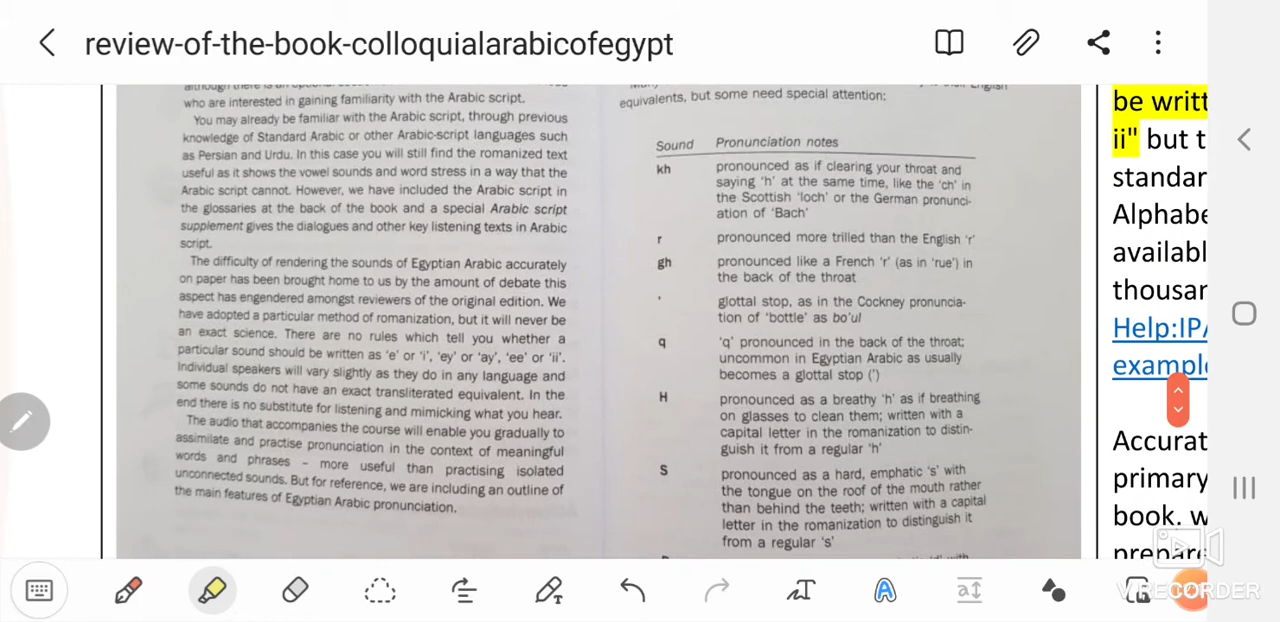 review-of-the-book-colloquialarabicofegypt
who are interested in gaining familiarity with the Arabic script.
You may already be familiar with the Arabic script, through previous
knowledge of Standard Arabic or other Arabic-script languages such
as Persian and Urdu. In this case you will still find the romanized text
useful as it shows the vowel sounds and word stress in a way that the
Arabic script cannot. However, we have included the Arabic script in
the glossaries at the back of the book and a special Arabic script
supplement gives the dialogues and other key listening texts in Arabic
script.
The difficulty of rendering the sounds of Egyptian Arabic accurately
on paper has been brought home to us by the amount of debate this
aspect has engendered amongst reviewers of the original edition. We
have adopted a particular method of romanization, but it will never be
an exact science. There are no rules which tell you whether a
particular sound should be written as 'e' or 'i', 'ey' or 'ay', 'ee' or 'ii'.
Individual speakers will vary slightly as they do in any language and
some sounds do not have an exact transliterated equivalent. In the
end there is no substitute for listening and mimicking what you hear.
The audio that accompanies the course will enable you gradually to
assimilate and practise pronunciation in the context of meaningful
words and phrases – more useful than practising isolated
unconnected sounds. But for reference, we are including an outline of
the main features of Egyptian Arabic pronunciation.
English
equivalents, but some need special attention:
Sound Pronunciation notes
kh pronounced as if clearing your throat and
saying 'h' at the same time, like the 'ch' in
the Scottish 'loch' or the German pronunci-
ation of 'Bach'
r pronounced more trilled than the English 'r'
gh pronounced like a French 'r' (as in 'rue') in
the back of the throat
' glottal stop, as in the Cockney pronuncia-
tion of 'bottle' as bo'ul
q 'q' pronounced in the back of the throat;
uncommon in Egyptian Arabic as usually
becomes a glottal stop (')
H pronounced as a breathy 'h' as if breathing
on glasses to clean them; written with a
capital letter in the romanization to distin-
guish it from a regular 'h'
S pronounced as a hard, emphatic 's' with
the tongue on the roof of the mouth rather
than behind the teeth; written with a capital
letter in the romanization to distinguish it
from a regular 's'
be writt
ii" but t
standar
Alphabe
availabl
thousan
Help:IPA
example
Accurat
primary
book. w
prepare
VRECORDER